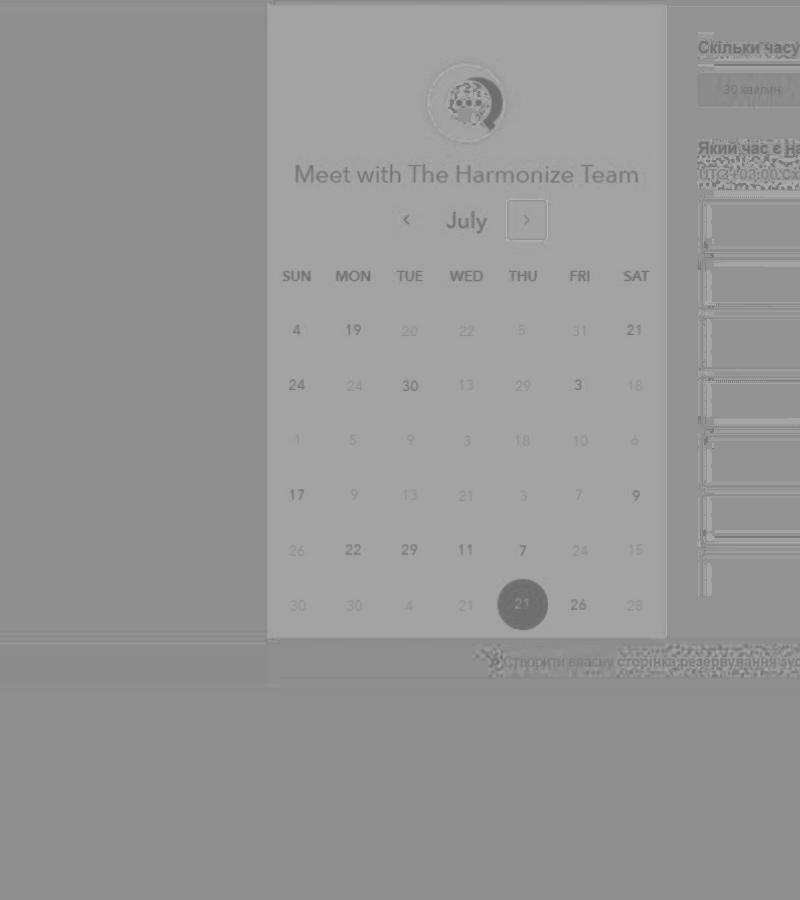 Meet with The Harmonize Team
July
SUN MON TUE WED THU FRI SAT
4 19 20 22 5 31 21
24 24 30 13 29 3 18
1 5 9 3 18 10 6
17 9 13 21 3 7 9
26 22 29 11 7 24 15
30 30 4 21 21 26 28
Скільки часу
30 хвилин
Який час є на
UTC+03:00
Створити власну сторінка резервування